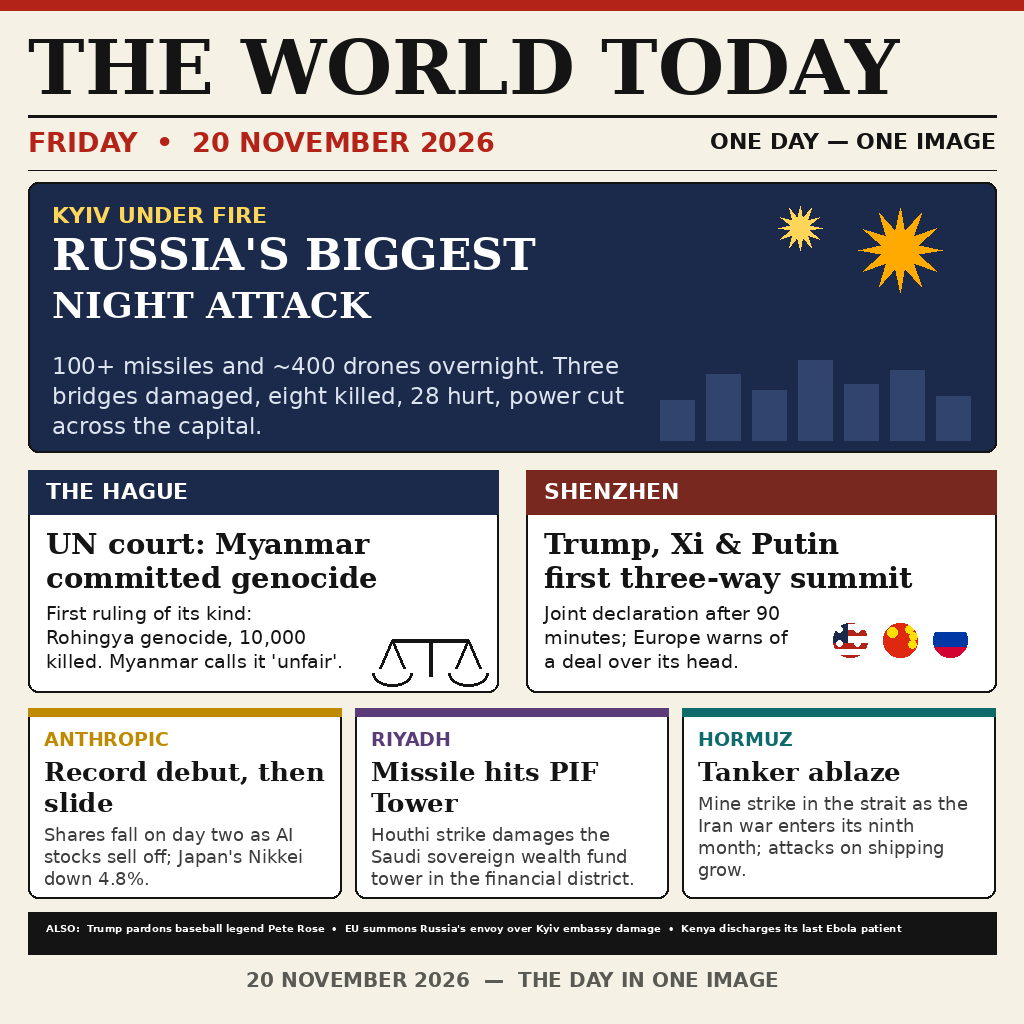 THE WORLD TODAY
FRIDAY • 20 NOVEMBER 2026
ONE DAY — ONE IMAGE
KYIV UNDER FIRE
RUSSIA'S BIGGEST
NIGHT ATTACK
100+ missiles and ~400 drones overnight. Three
bridges damaged, eight killed, 28 hurt, power cut
across the capital.
THE HAGUE
UN court: Myanmar
committed genocide
First ruling of its kind:
Rohingya genocide, 10,000
killed. Myanmar calls it 'unfair'.
SHENZHEN
Trump, Xi & Putin
first three-way summit
Joint declaration after 90
minutes; Europe warns of
a deal over its head.
ANTHROPIC
Record debut, then
slide
Shares fall on day two as AI
stocks sell off; Japan's Nikkei
down 4.8%.
RIYADH
Missile hits PIF
Tower
Houthi strike damages the
Saudi sovereign wealth fund
tower in the financial district.
HORMUZ
Tanker ablaze
Mine strike in the strait as the
Iran war enters its ninth
month; attacks on shipping
grow.
ALSO: Trump pardons baseball legend Pete Rose • EU summons Russia's envoy over Kyiv embassy damage • Kenya discharges its last Ebola patient
20 NOVEMBER 2026 — THE DAY IN ONE IMAGE